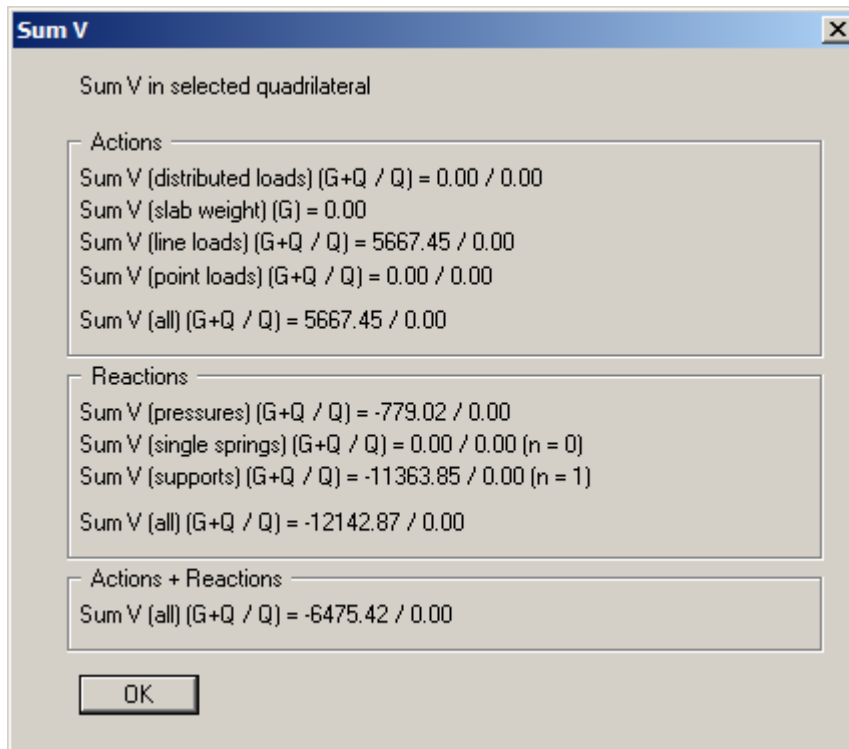 Sum V
Sum V in selected quadrilateral
Actions
Sum V (distributed loads) (G+Q / Q) = 0.00 / 0.00
Sum V (slab weight) (G) = 0.00
Sum V (line loads) (G+Q / Q) = 5667.45 / 0.00
Sum V (point loads) (G+Q / Q) = 0.00 / 0.00
Sum V (all) (G+Q / Q) = 5667.45 / 0.00
Reactions
Sum V (pressures) (G+Q / Q) = -779.02 / 0.00
Sum V (single springs) (G+Q / Q) = 0.00 / 0.00 (n = 0)
Sum V (supports) (G+Q / Q) = -11363.85 / 0.00 (n = 1)
Sum V (all) (G+Q / Q) = -12142.87 / 0.00
Actions + Reactions
Sum V (all) (G+Q / Q) = -6475.42 / 0.00
OK